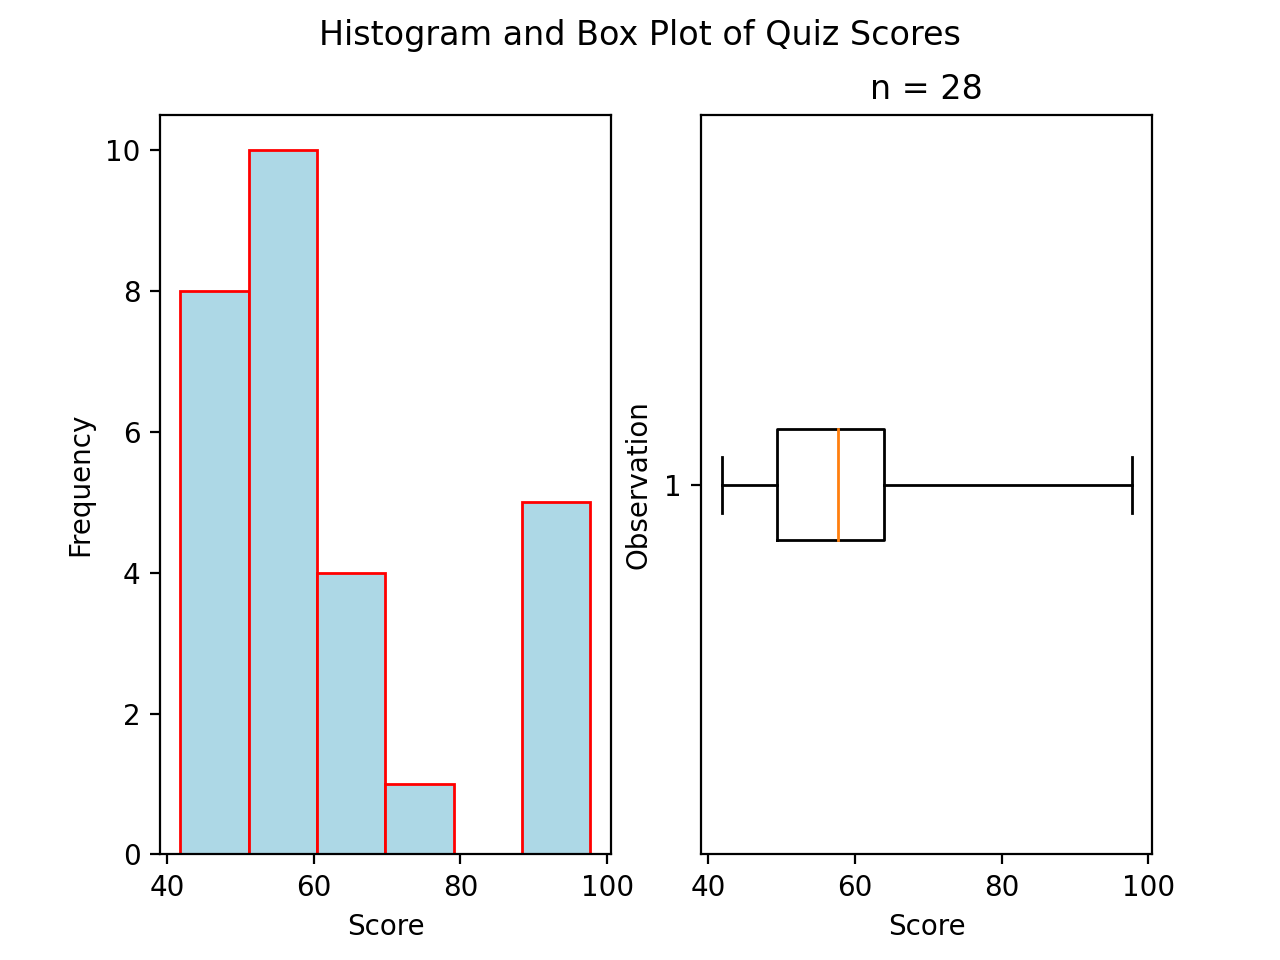 Histogram and Box Plot of Quiz Scores
10
8
6
4
2
0
Frequency
40 60 80 100
Score
n = 28
Observation
1
40 60 80 100
Score